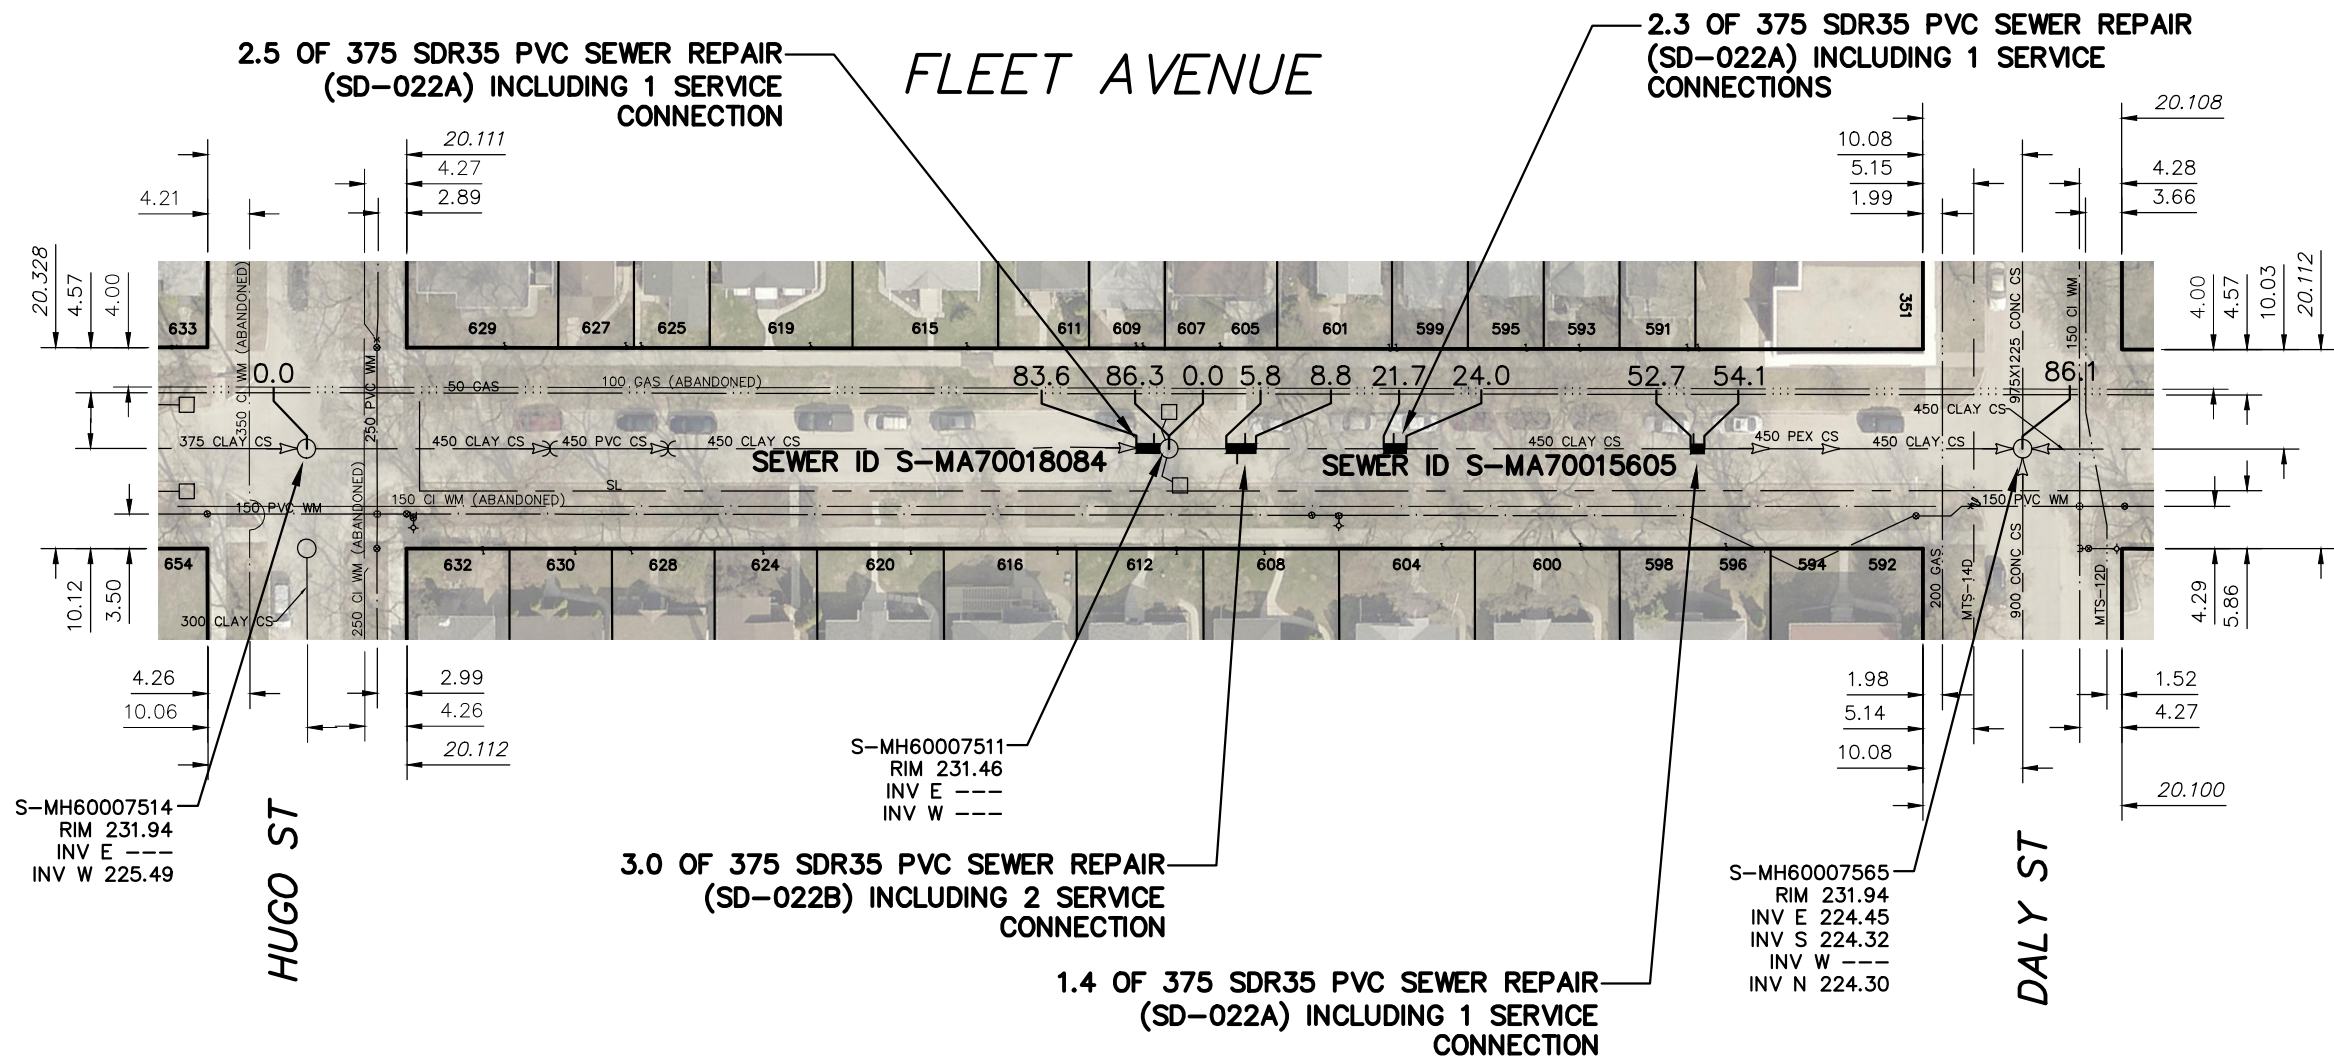 2.5 OF 375 SDR35 PVC SEWER REPAIR
(SD-022A) INCLUDING 1 SERVICE
CONNECTION
FLEET AVENUE
2.3 OF 375 SDR35 PVC SEWER REPAIR
(SD-022A) INCLUDING 1 SERVICE
CONNECTIONS
20.111
4.27
2.89
4.21
20.108
10.08
5.15
1.99
4.28
3.66
20.328
4.57
4.00
4.00
4.57
10.03
20.112
350 CI WM (ABANDONED)
250 PVC WM
975X1225 CONC CS
150 CI WM
351
633
629
627
625
619
615
611
609
607
605
601
599
595
593
591
0.0
50 GAS
100 GAS (ABANDONED)
83.6
86.3
0.0
5.8
8.8
21.7
24.0
52.7
54.1
86.1
450 CLAY CS
375 CLAY CS
450 CLAY CS
450 PVC CS
450 CLAY CS
450 CLAY CS
450 PEX CS
450 CLAY CS
SEWER ID S-MA70018084
SEWER ID S-MA70015605
SL
150 CI WM (ABANDONED)
150 PVC WM
150 PVC WM
250 CI WM (ABANDONED)
200 GAS
MTS-14D
900 CONC CS
MTS-12D
654
632
630
628
624
620
616
612
608
604
600
598
596
594
592
300 CLAY CS
10.12
3.50
4.29
5.86
4.26
10.06
2.99
4.26
20.112
1.98
5.14
10.08
1.52
4.27
20.100
S-MH60007514
RIM 231.94
INV E ---
INV W 225.49
HUGO ST
S-MH60007511
RIM 231.46
INV E ---
INV W ---
3.0 OF 375 SDR35 PVC SEWER REPAIR
(SD-022B) INCLUDING 2 SERVICE
CONNECTION
1.4 OF 375 SDR35 PVC SEWER REPAIR
(SD-022A) INCLUDING 1 SERVICE
CONNECTION
S-MH60007565
RIM 231.94
INV E 224.45
INV S 224.32
INV W ---
INV N 224.30
DALY ST